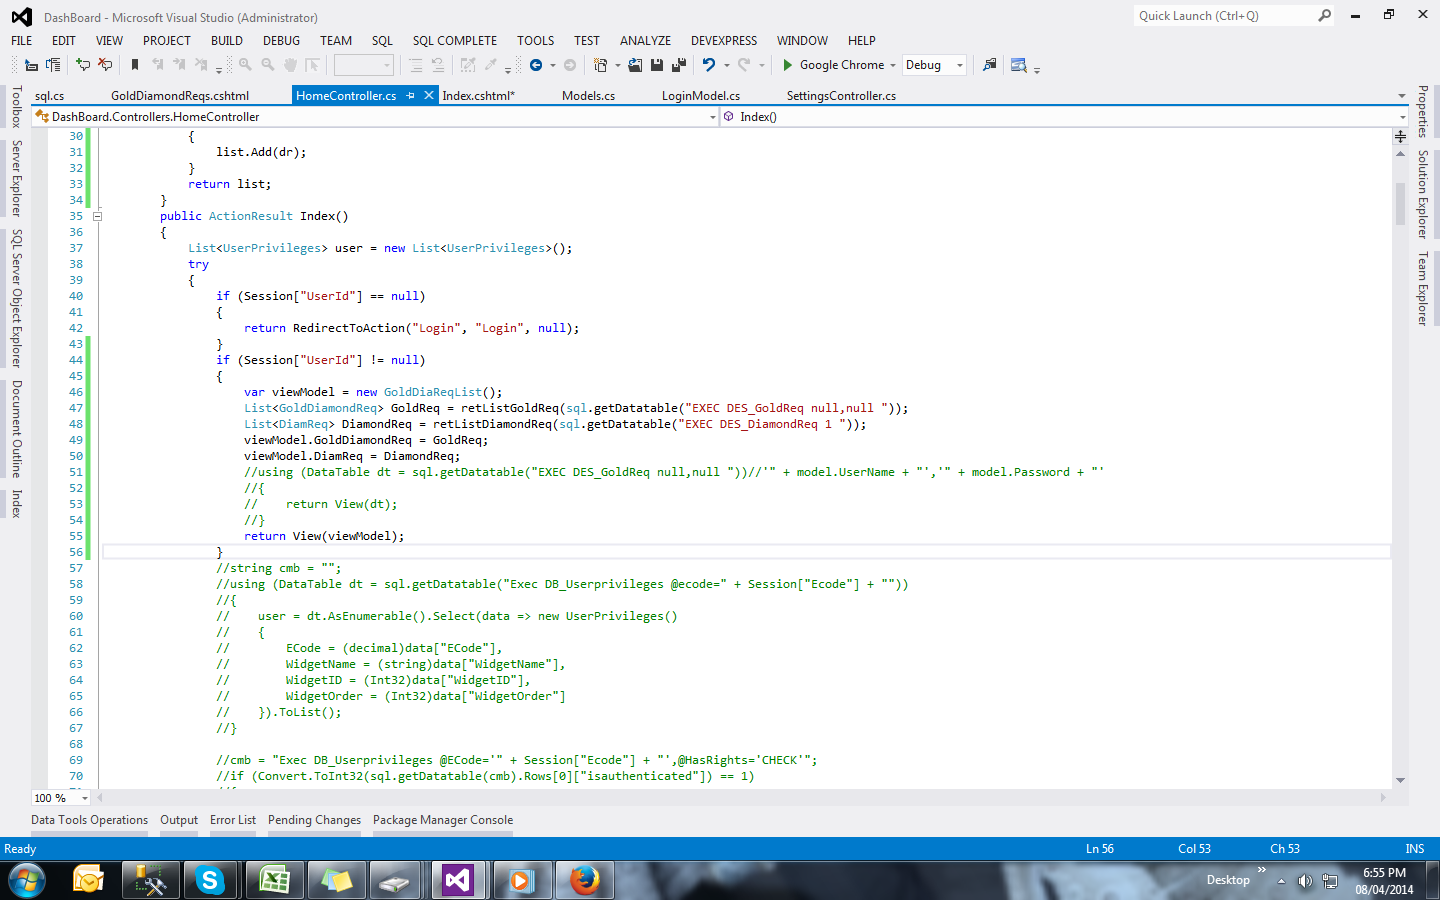 DashBoard - Microsoft Visual Studio (Administrator)
Quick Launch (Ctrl+Q)
FILE EDIT VIEW PROJECT BUILD DEBUG TEAM SQL SQL COMPLETE TOOLS TEST ANALYZE DEVEXPRESS WINDOW HELP
Google Chrome Debug
sql.cs GoldDiamondReqs.cshtml HomeController.cs Index.cshtml* Models.cs LoginModel.cs SettingsController.cs
DashBoard.Controllers.HomeController Index()
Toolbox
Server Explorer
SQL Server Object Explorer
Document Outline
Index
30 {
31 list.Add(dr);
32 }
33 return list;
34 }
35 public ActionResult Index()
36 {
37 List<UserPrivileges> user = new List<UserPrivileges>();
38 try
39 {
40 if (Session["UserId"] == null)
41 {
42 return RedirectToAction("Login", "Login", null);
43 }
44 if (Session["UserId"] != null)
45 {
46 var viewModel = new GoldDiaReqList();
47 List<GoldDiamondReq> GoldReq = retListGoldReq(sql.getDatatable("EXEC DES_GoldReq null,null "));
48 List<DiamReq> DiamondReq = retListDiamondReq(sql.getDatatable("EXEC DES_DiamondReq 1 "));
49 viewModel.GoldDiamondReq = GoldReq;
50 viewModel.DiamReq = DiamondReq;
51 //using (DataTable dt = sql.getDatatable("EXEC DES_GoldReq null,null "))//'" + model.UserName + "','" + model.Password + "'
52 //{
53 // return View(dt);
54 //}
55 return View(viewModel);
56 }
57 //string cmb = "";
58 //using (DataTable dt = sql.getDatatable("Exec DB_Userprivileges @ecode=" + Session["Ecode"] + ""))
59 //{
60 // user = dt.AsEnumerable().Select(data => new UserPrivileges()
61 // {
62 // ECode = (decimal)data["ECode"],
63 // WidgetName = (string)data["WidgetName"],
64 // WidgetID = (Int32)data["WidgetID"],
65 // WidgetOrder = (Int32)data["WidgetOrder"]
66 // }).ToList();
67 //}
68
69 //cmb = "Exec DB_Userprivileges @ECode='" + Session["Ecode"] + "',@HasRights='CHECK'";
70 //if (Convert.ToInt32(sql.getDatatable(cmb).Rows[0]["isauthenticated"]) == 1)
Properties
Solution Explorer
Team Explorer
100 %
Data Tools Operations Output Error List Pending Changes Package Manager Console
Ready Ln 56 Col 53 Ch 53 INS
Desktop
6:55 PM
08/04/2014